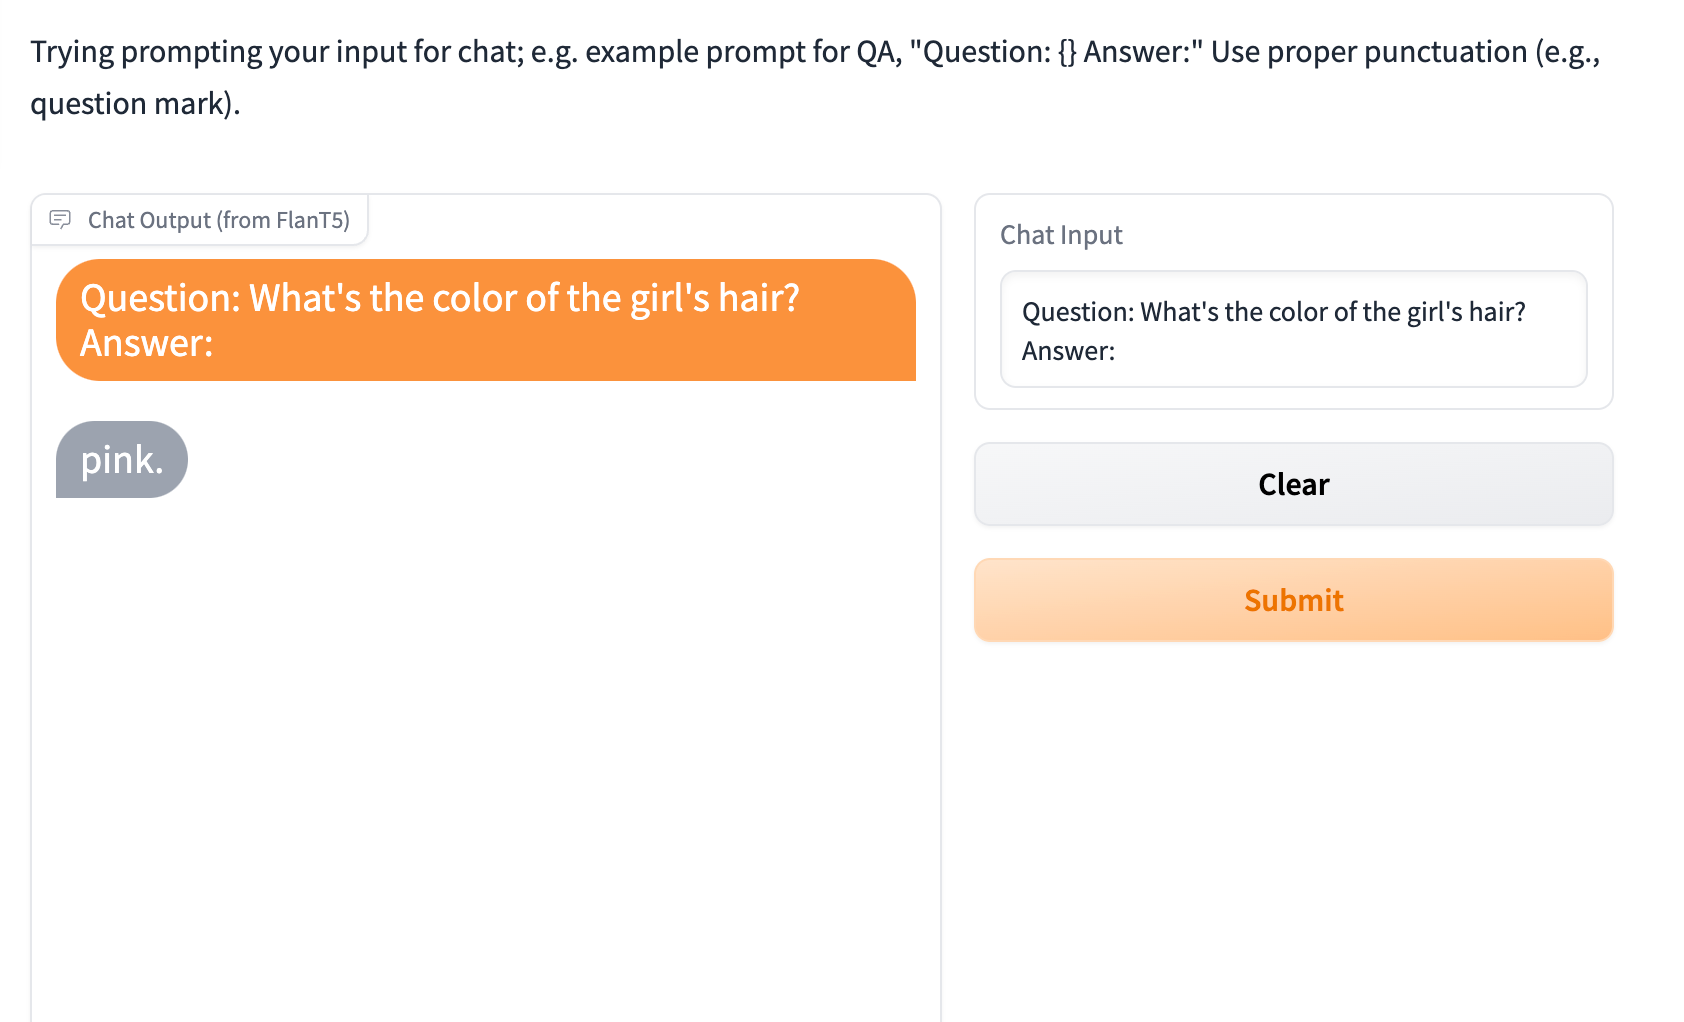 Trying prompting your input for chat; e.g. example prompt for QA, "Question: {} Answer:" Use proper punctuation (e.g.,
question mark).
Chat Output (from FlanT5)
Question: What's the color of the girl's hair?
Answer:
pink.
Chat Input
Question: What's the color of the girl's hair?
Answer:
Clear
Submit